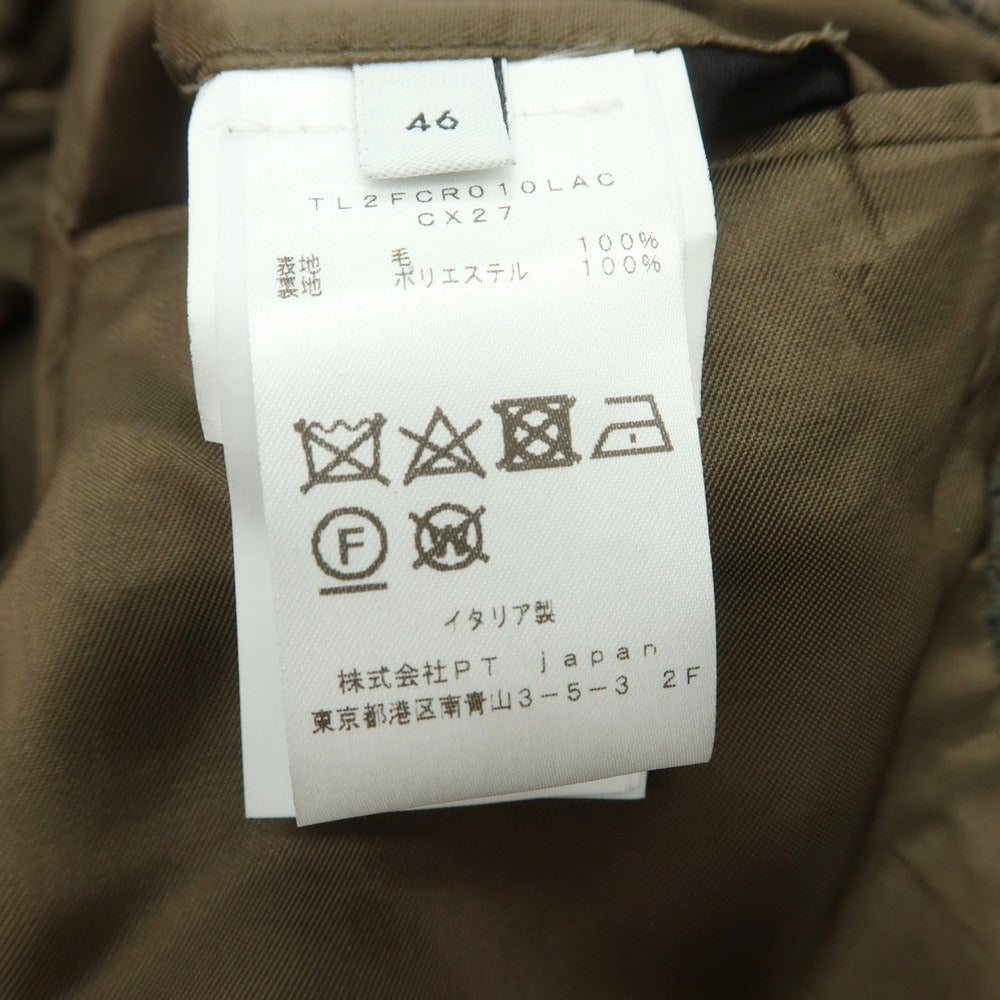 46
TL2FCR010LAC
CX27
表地 毛 100%
裏地 ポリエステル 100%
F W
イタリア製
株式会社PT japan
東京都港区南青山3-5-3 2F